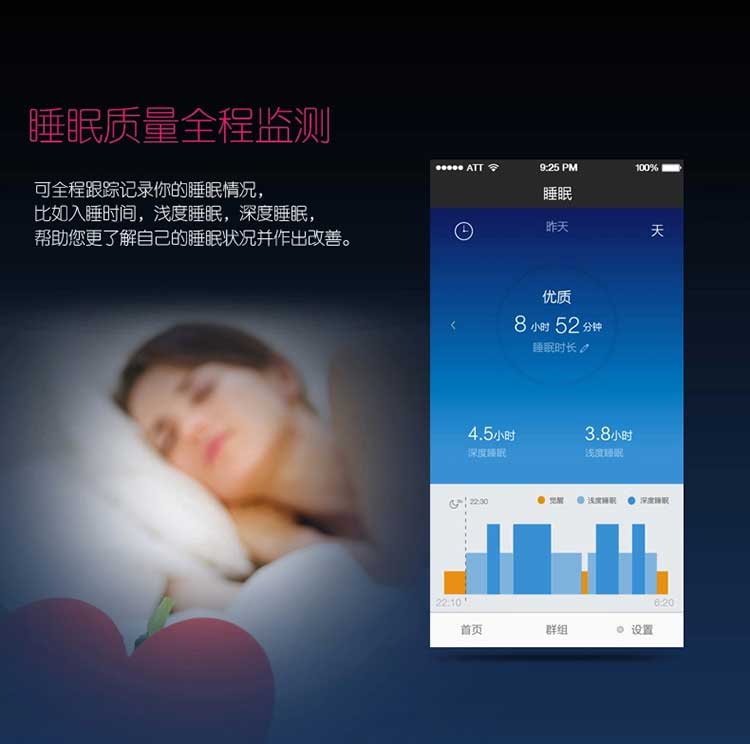 睡眠质量全程监测
可全程跟踪记录你的睡眠情况，
比如入睡时间，浅度睡眠，深度睡眠，
帮助您更了解自己的睡眠状况并作出改善。
ATT 9:25 PM 100%
睡眠
昨天 天
优质
8 小时 52 分钟
睡眠时长
4.5小时 3.8小时
深度睡眠 浅度睡眠
22:30 觉醒 浅度睡眠 深度睡眠
22:10 6:20
首页 群组 设置